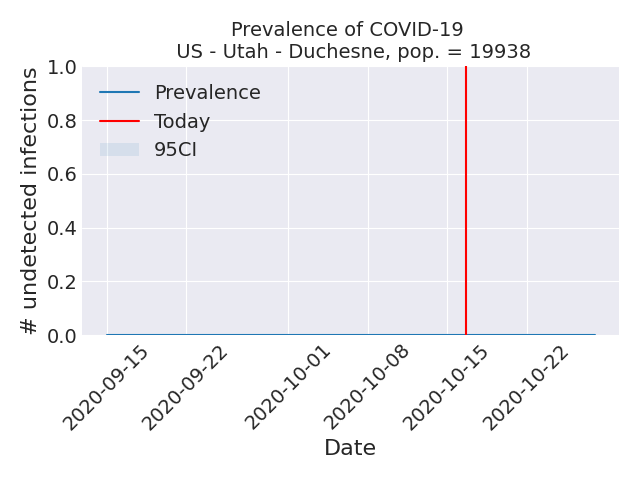 Prevalence of COVID-19
US - Utah - Duchesne, pop. = 19938
# undetected infections
1.0
0.8
0.6
0.4
0.2
0.0
Prevalence
Today
95CI
2020-09-15
2020-09-22
2020-10-01
2020-10-08
2020-10-15
2020-10-22
Date